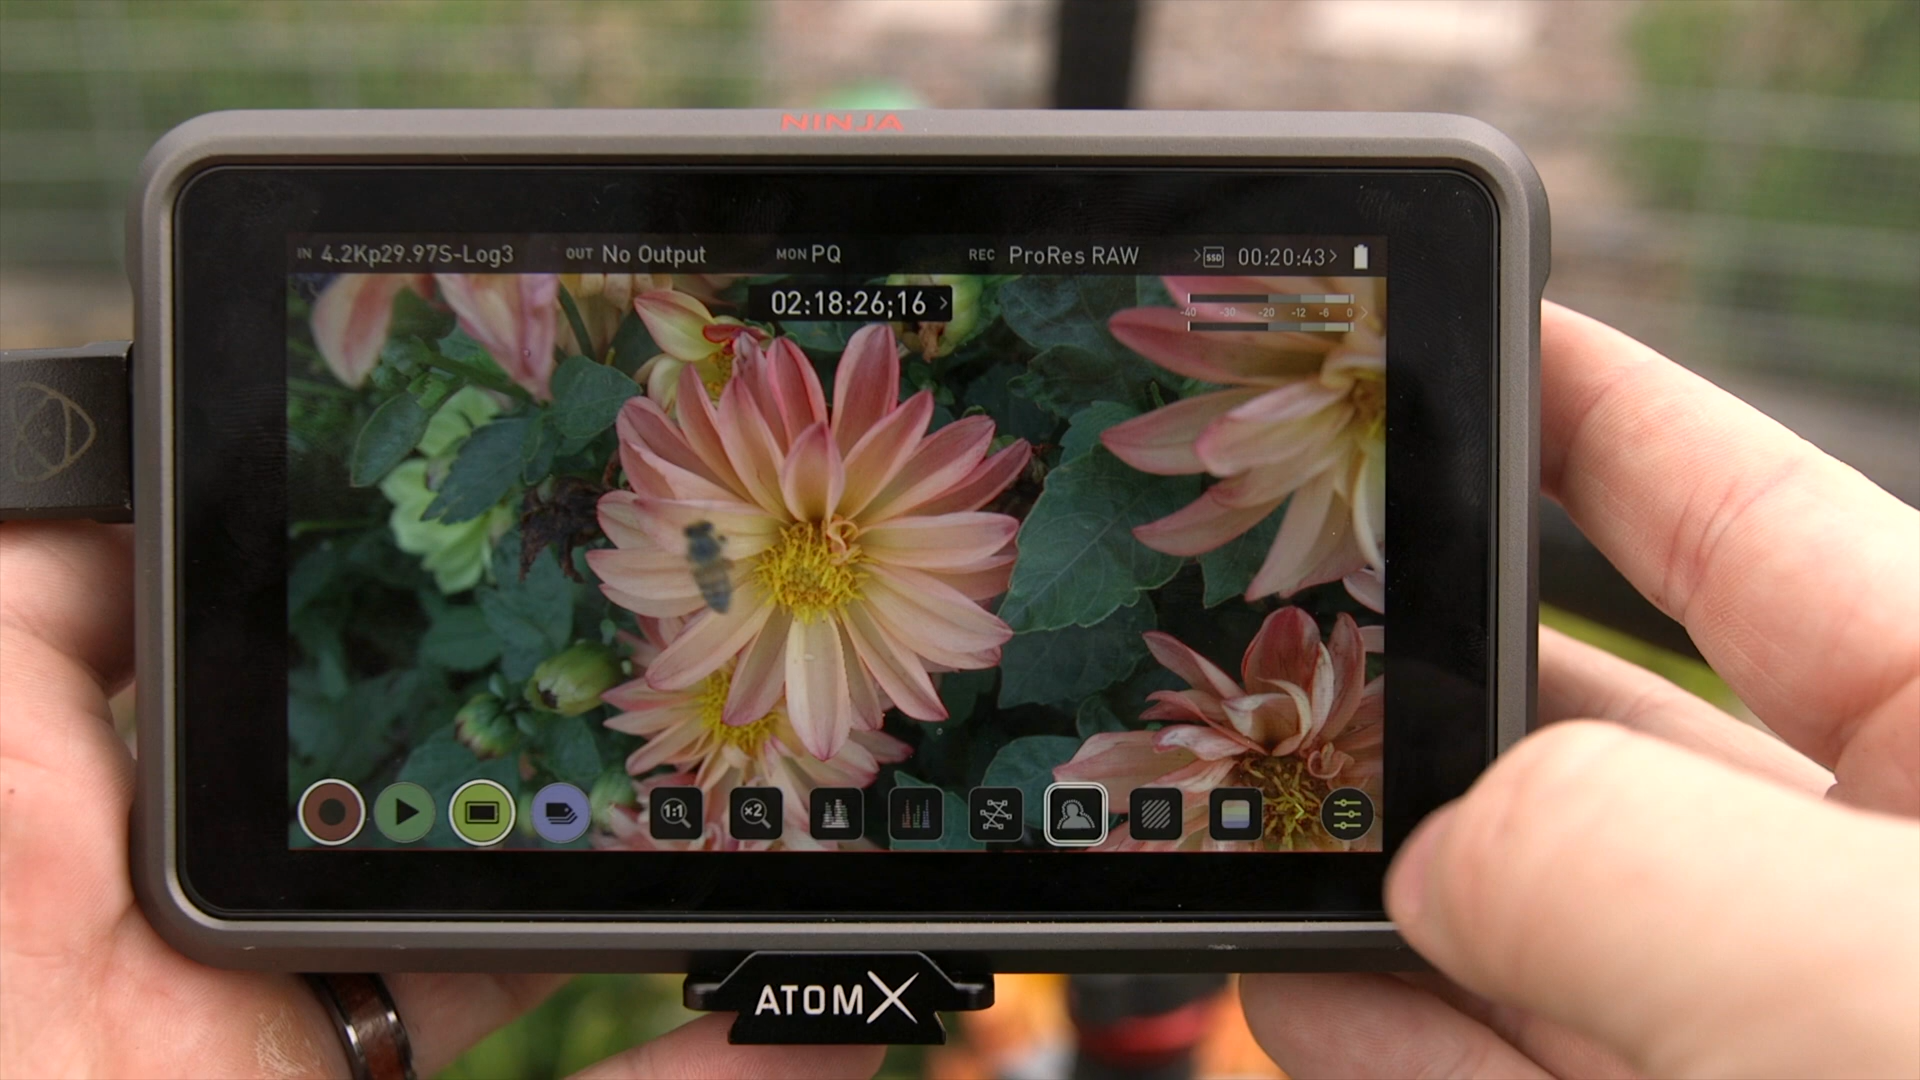 NINJA
IN 4.2Kp29.97S-Log3 OUT No Output MON PQ REC ProRes RAW > SSD 00:20:43>
02:18:26;16 >
-40 -30 -20 -12 -6 0 >
1:1 ×2 >
ATOMX